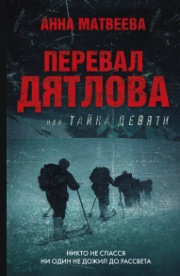 АННА МАТВЕЕВА
ПЕРЕВАЛ
ДЯТЛОВА
или ТАЙНА ДЕВЯТИ
НИКТО НЕ СПАССЯ
НИ ОДИН НЕ ДОЖИЛ ДО РАССВЕТА